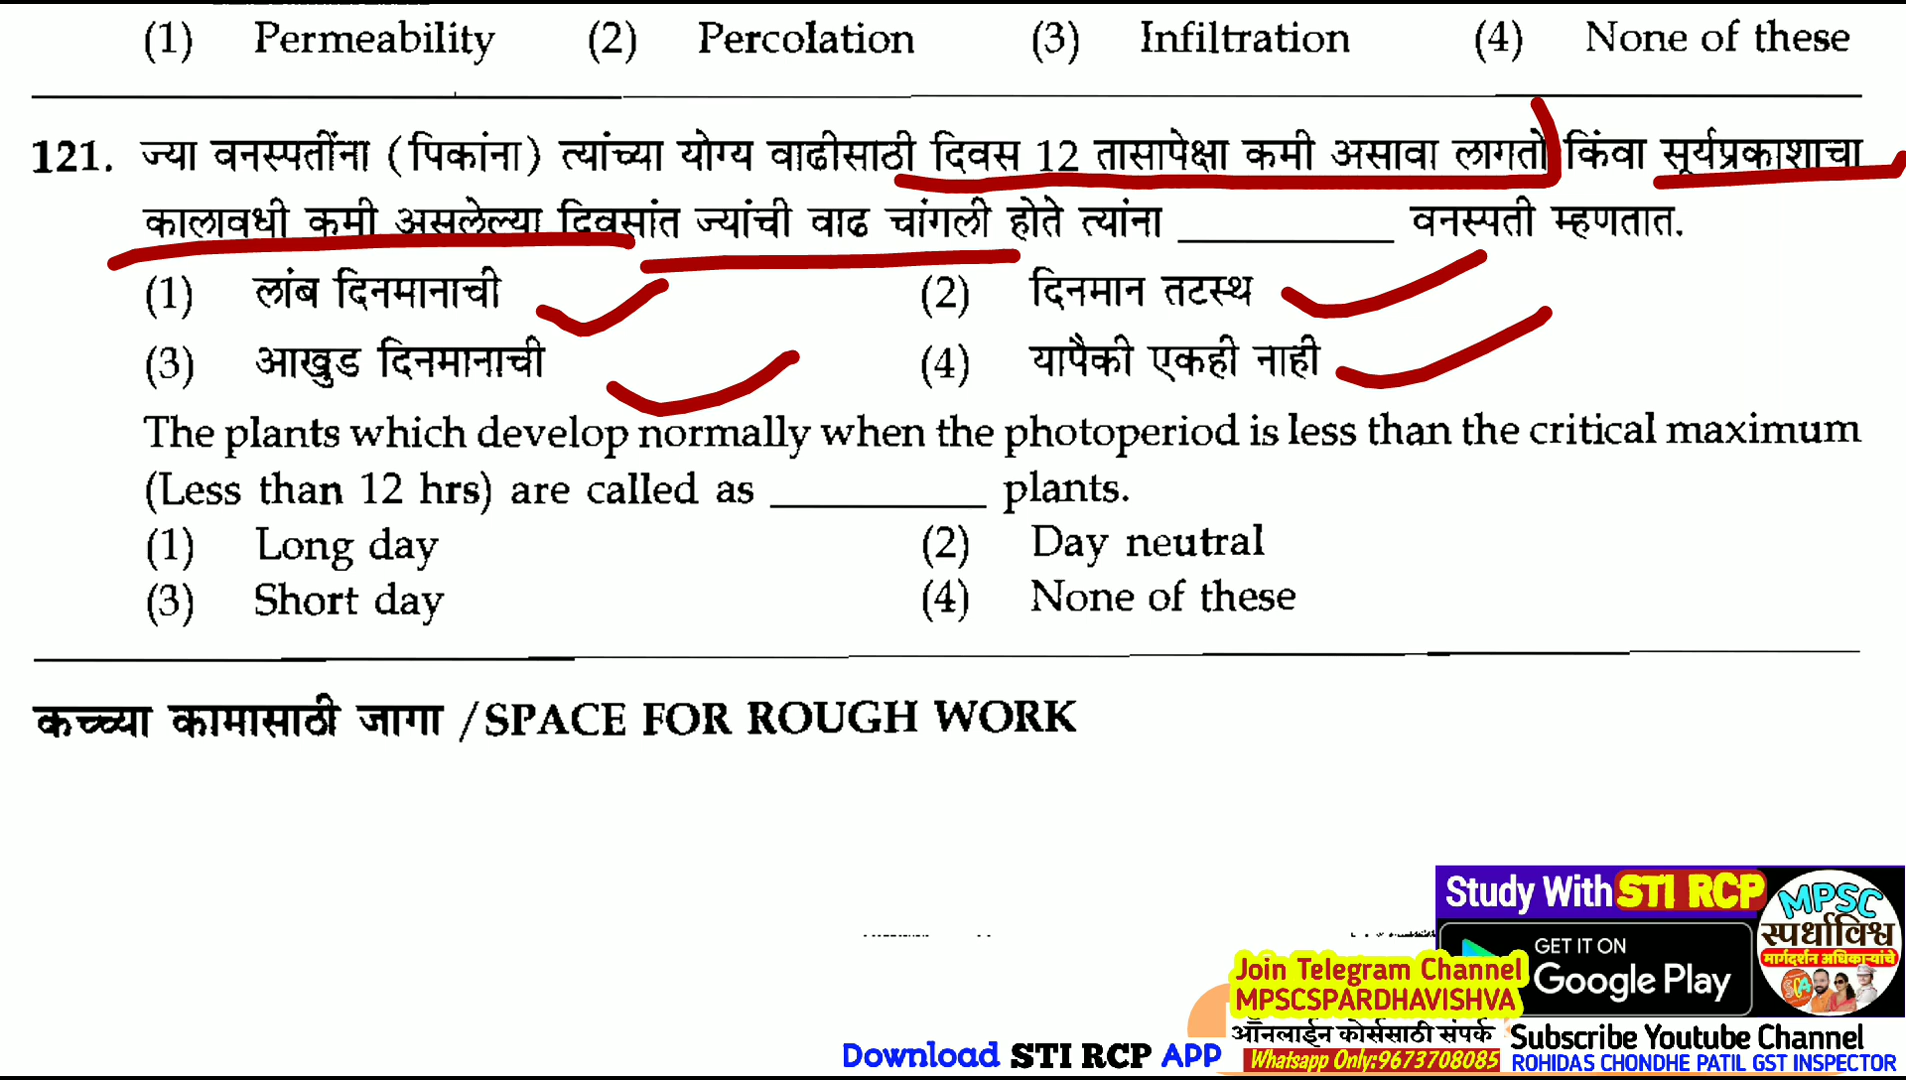 (1) Permeability (2) Percolation (3) Infiltration (4) None of these
121. ज्या वनस्पतींना (पिकांना) त्यांच्या योग्य वाढीसाठी दिवस 12 तासापेक्षा कमी असावा लागतो किंवा सूर्यप्रकाशाचा
कालावधी कमी असलेल्या दिवसांत ज्यांची वाढ चांगली होते त्यांना ________ वनस्पती म्हणतात.
(1) लांब दिनमानाची (2) दिनमान तटस्थ
(3) आखुड दिनमानाची (4) यापैकी एकही नाही
The plants which develop normally when the photoperiod is less than the critical maximum
(Less than 12 hrs) are called as ________ plants.
(1) Long day (2) Day neutral
(3) Short day (4) None of these
कच्च्या कामासाठी जागा / SPACE FOR ROUGH WORK
Study With STI RCP
MPSC
स्पर्धाविश्व
मार्गदर्शन अधिकाऱ्यांचे
GET IT ON
Google Play
Join Telegram Channel
MPSCSPARDHAVISHVA
ऑनलाईन कोर्ससाठी संपर्क
Whatsapp Only:9673708085
Subscribe Youtube Channel
ROHIDAS CHONDHE PATIL GST INSPECTOR
Download STI RCP APP